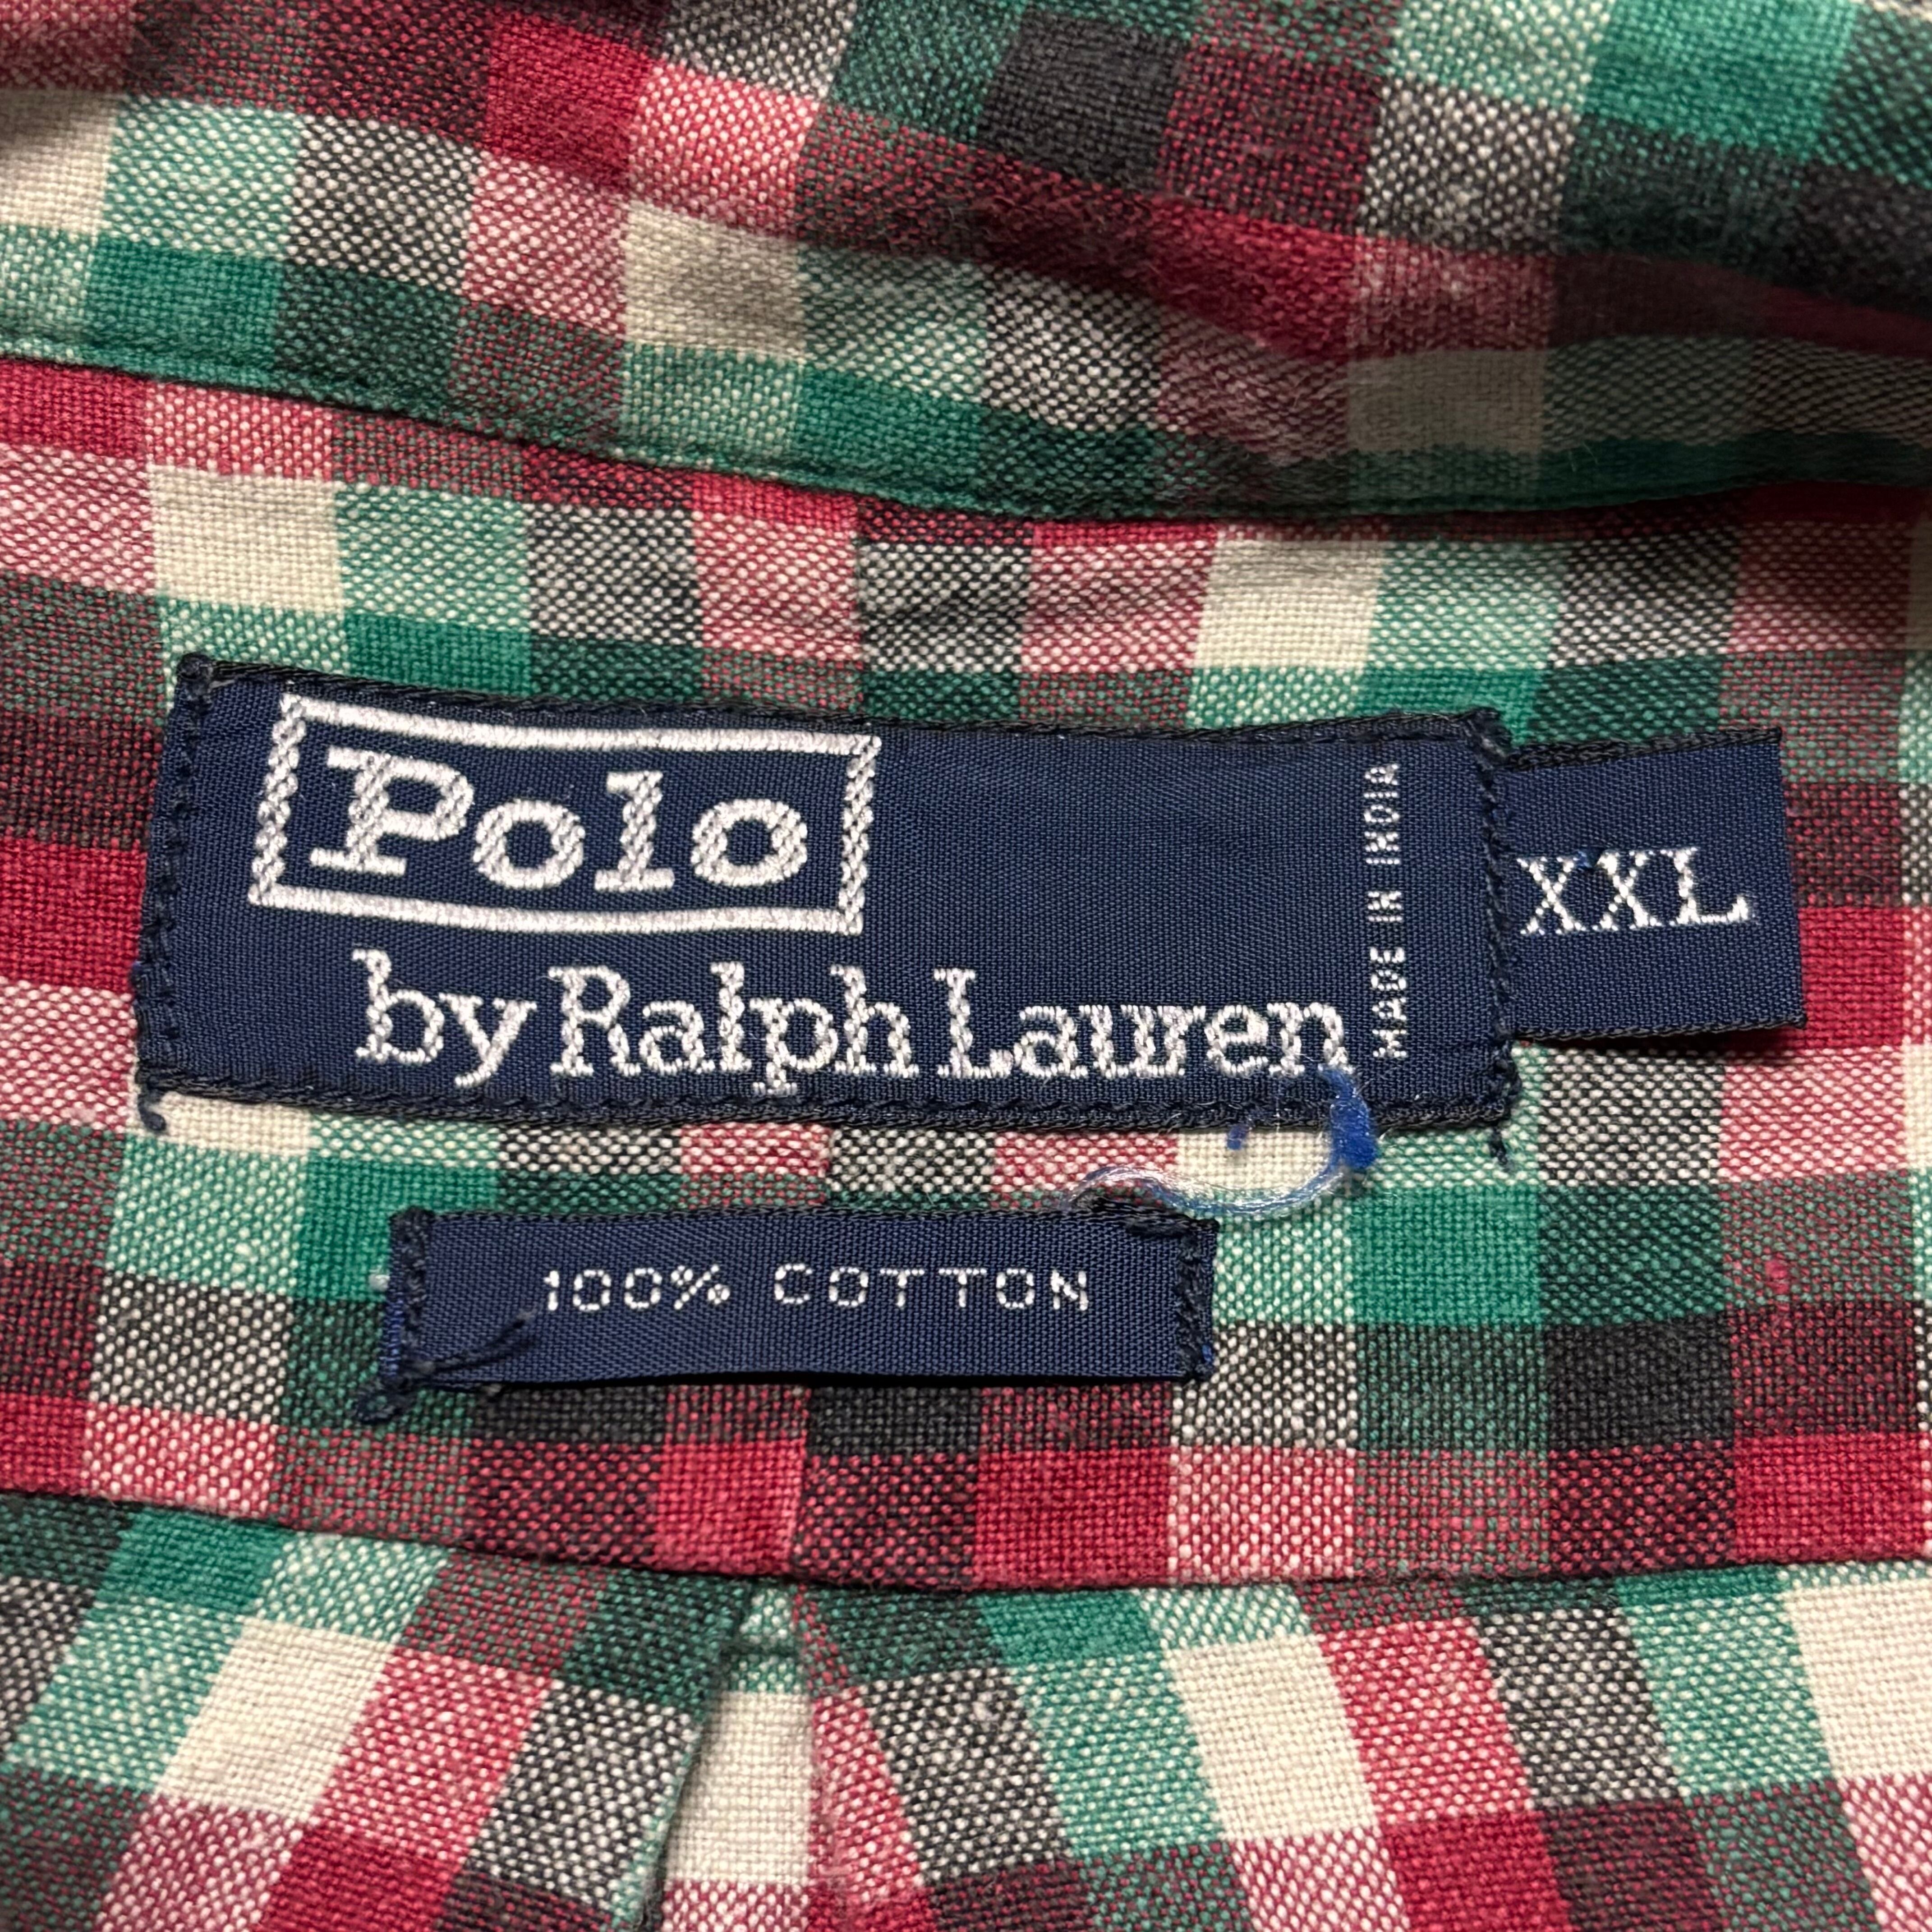 Polo
by Ralph Lauren
MADE IN INDIA
XXL
100% COTTON